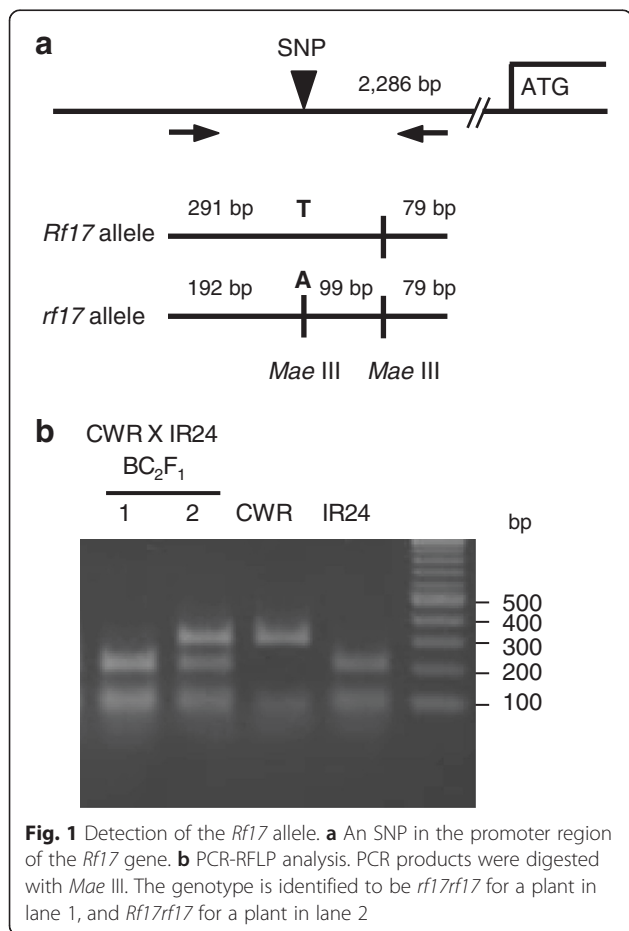 a
SNP
2,286 bp
ATG
291 bp T 79 bp
Rf17 allele
192 bp A 99 bp 79 bp
rf17 allele
Mae III Mae III
b
CWR X IR24
BC₂F₁
1 2 CWR IR24
bp
500
400
300
200
100
Fig. 1 Detection of the Rf17 allele. a An SNP in the promoter region
of the Rf17 gene. b PCR-RFLP analysis. PCR products were digested
with Mae III. The genotype is identified to be rf17rf17 for a plant in
lane 1, and Rf17rf17 for a plant in lane 2